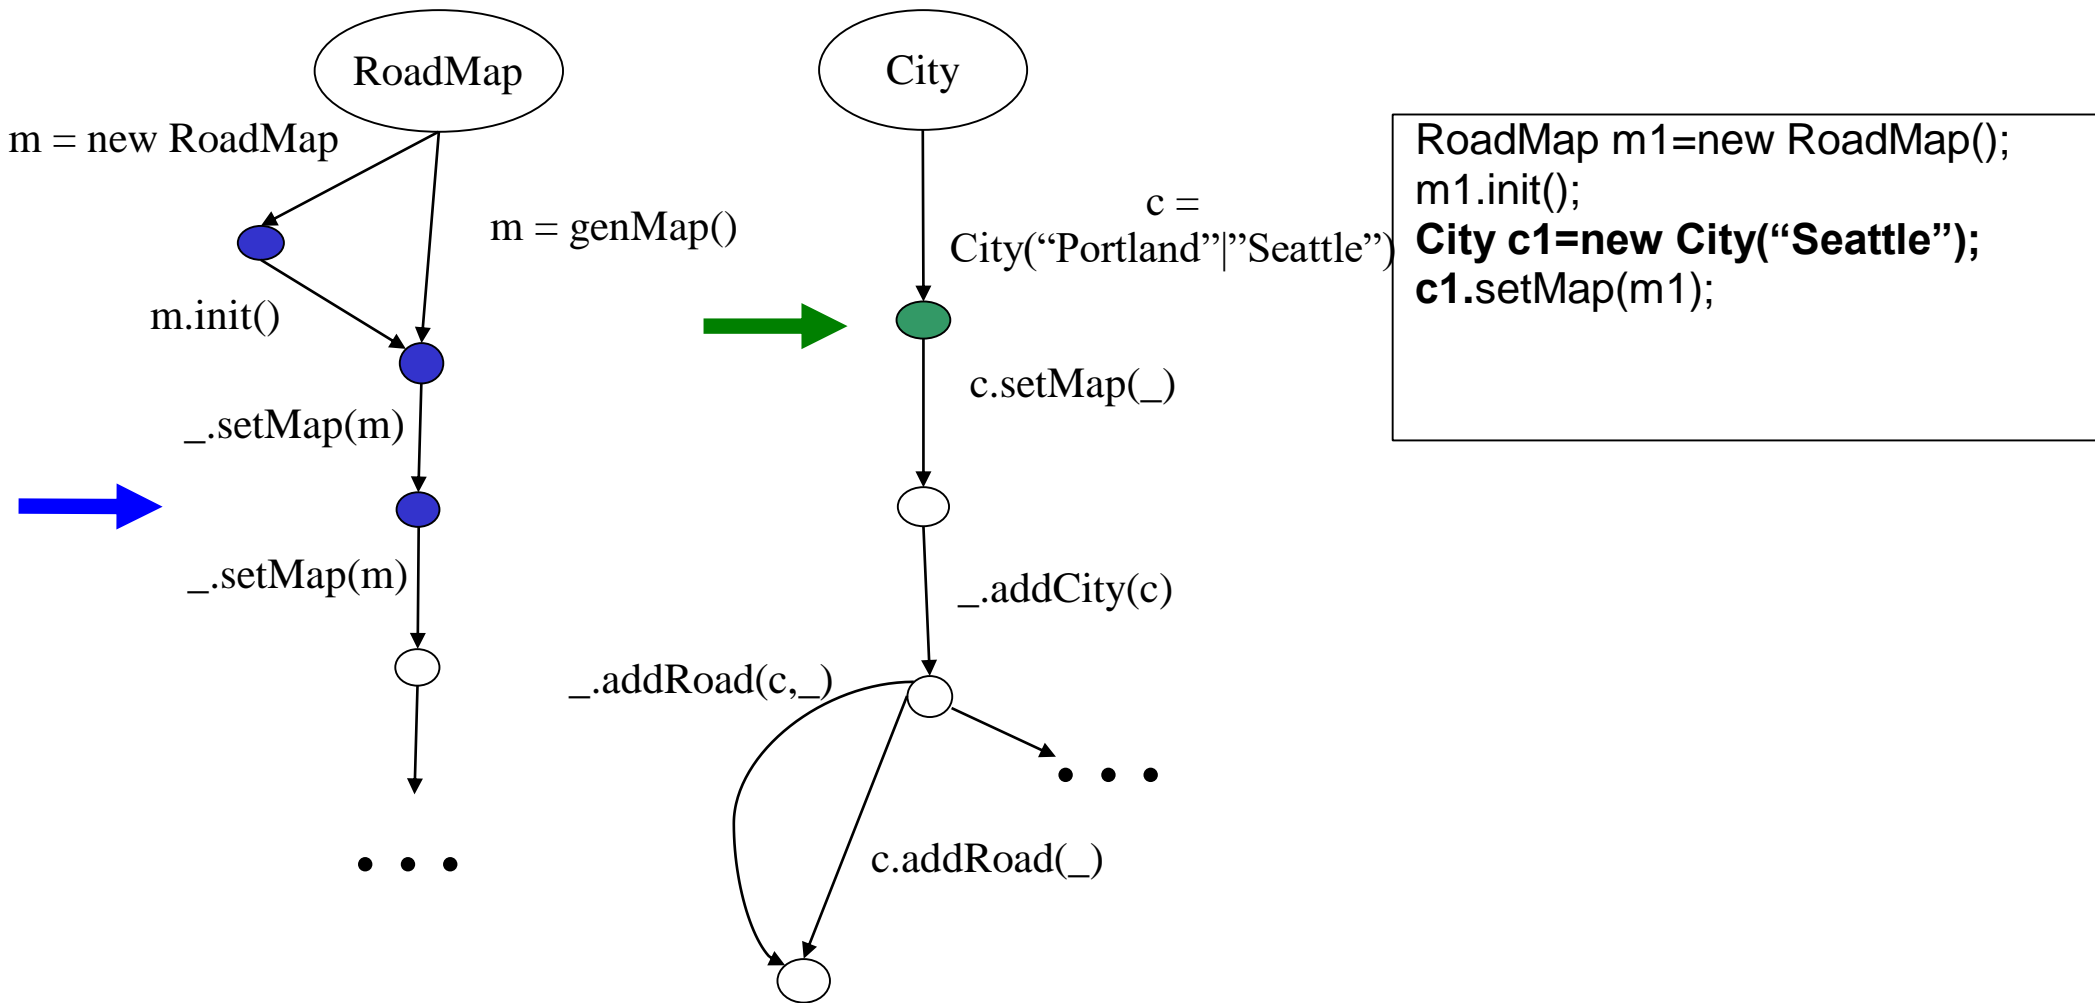 RoadMap
City
m = new RoadMap
m = genMap()
m.init()
_.setMap(m)
_.setMap(m)
c =
City(“Portland”|”Seattle”)
c.setMap(_)
_.addCity(c)
_.addRoad(c,_)
c.addRoad(_)
• • •
• • •
RoadMap m1=new RoadMap();
m1.init();
City c1=new City(“Seattle”);
c1.setMap(m1);